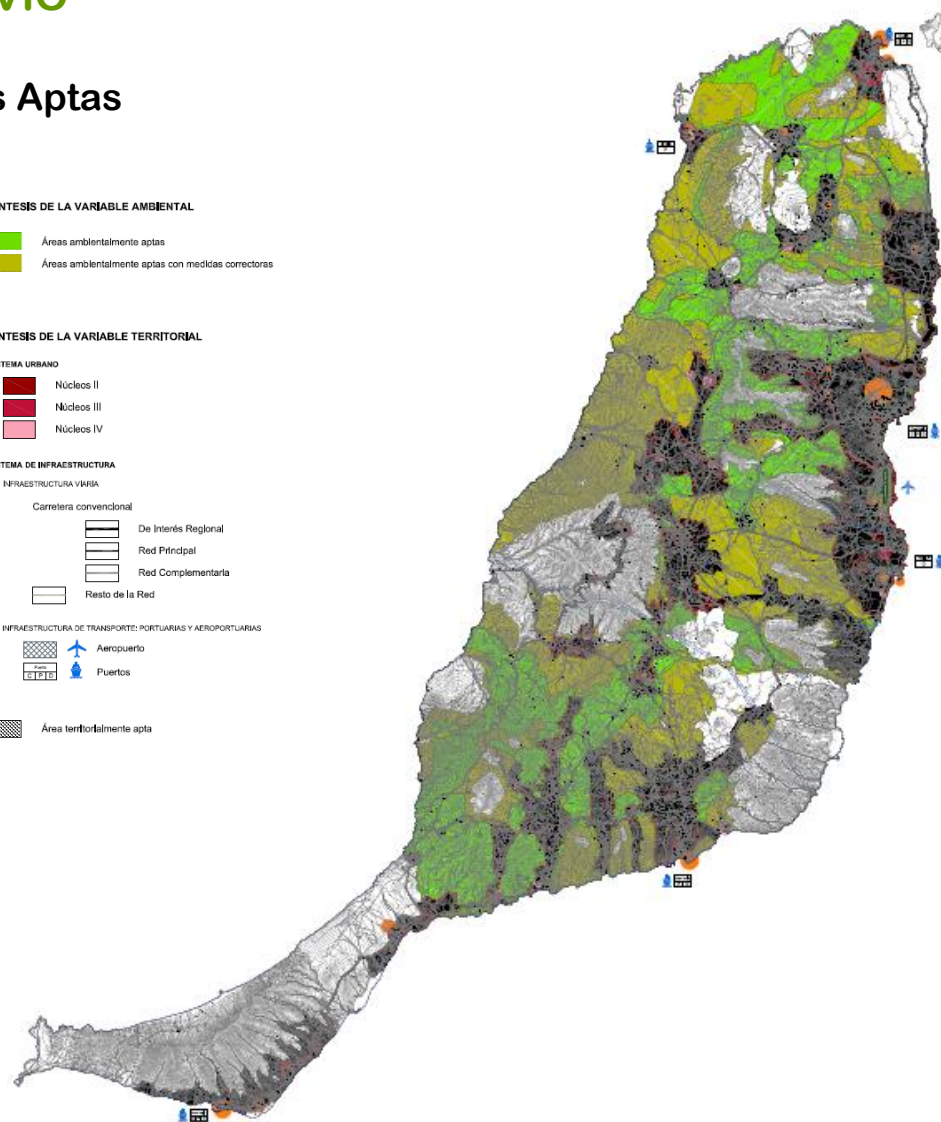 VIO
s Aptas
NTESIS DE LA VARIABLE AMBIENTAL
Áreas ambientalmente aptas
Áreas ambientalmente aptas con medidas correctoras
NTESIS DE LA VARIABLE TERRITORIAL
TEMA URBANO
Núcleos II
Núcleos III
Núcleos IV
TEMA DE INFRAESTRUCTURA
INFRAESTRUCTURA VIARIA
Carretera convencional
De Interés Regional
Red Principal
Red Complementaria
Resto de la Red
INFRAESTRUCTURA DE TRANSPORTE: PORTUARIAS Y AEROPORTUARIAS
Aeropuerto
Puerto
C P D
Puertos
Área territorialmente apta